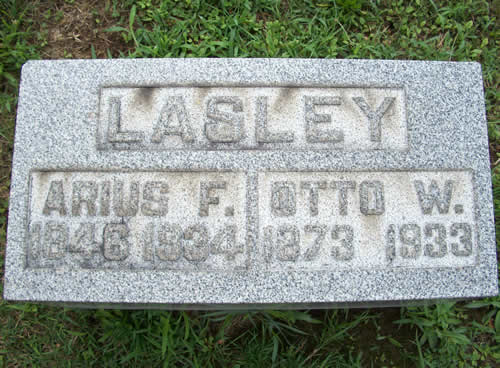 LASLEY
ARIUS F. OTTO W.
1846 1934 1873 1933